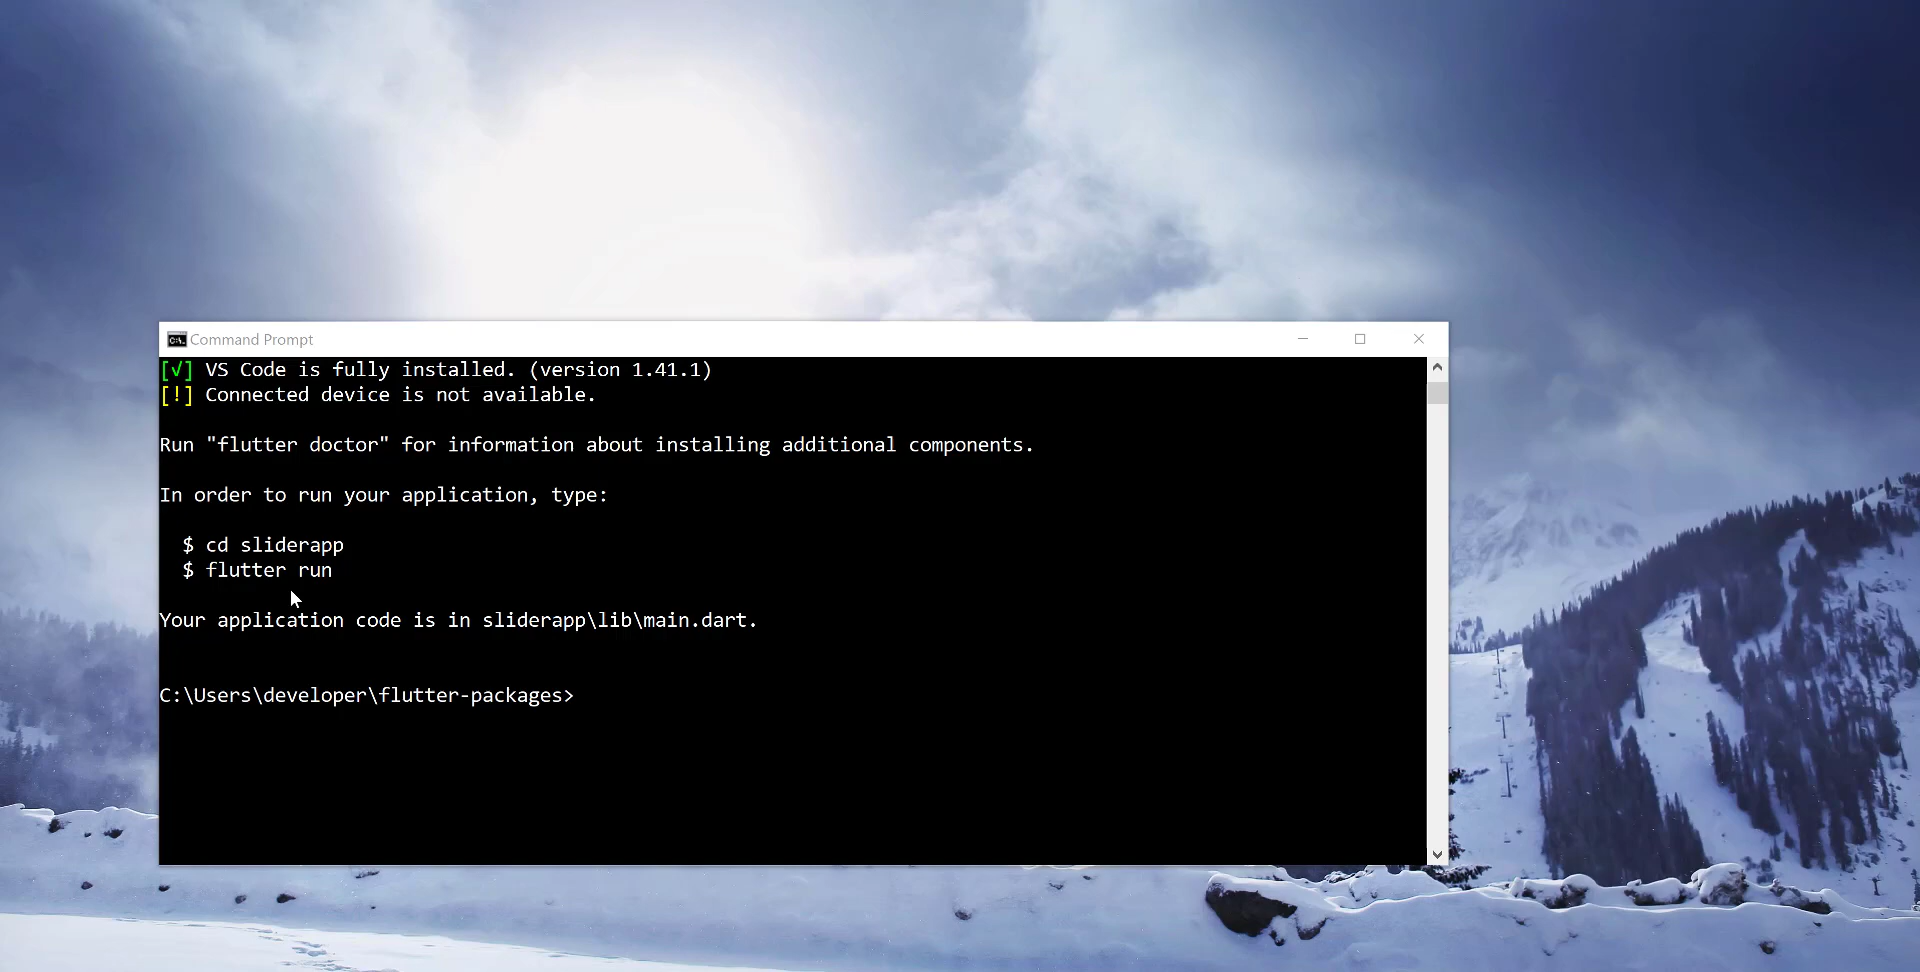 Command Prompt
[√] VS Code is fully installed. (version 1.41.1)
[!] Connected device is not available.
Run "flutter doctor" for information about installing additional components.
In order to run your application, type:
$ cd sliderapp
$ flutter run
Your application code is in sliderapp\lib\main.dart.
C:\Users\developer\flutter-packages>